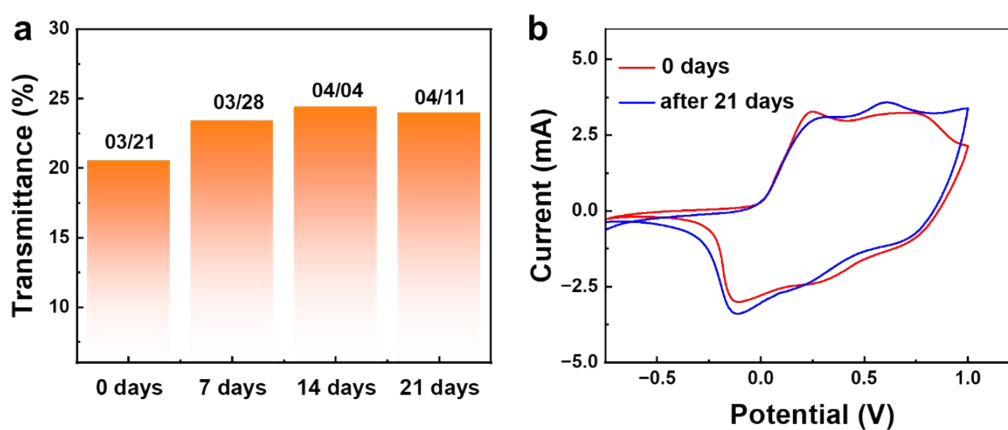 a
Transmittance (%)
30
25
20
15
10
03/21
03/28
04/04
04/11
0 days
7 days
14 days
21 days
b
Current (mA)
5.0
2.5
0.0
−2.5
−5.0
0 days
after 21 days
−0.5
0.0
0.5
1.0
Potential (V)